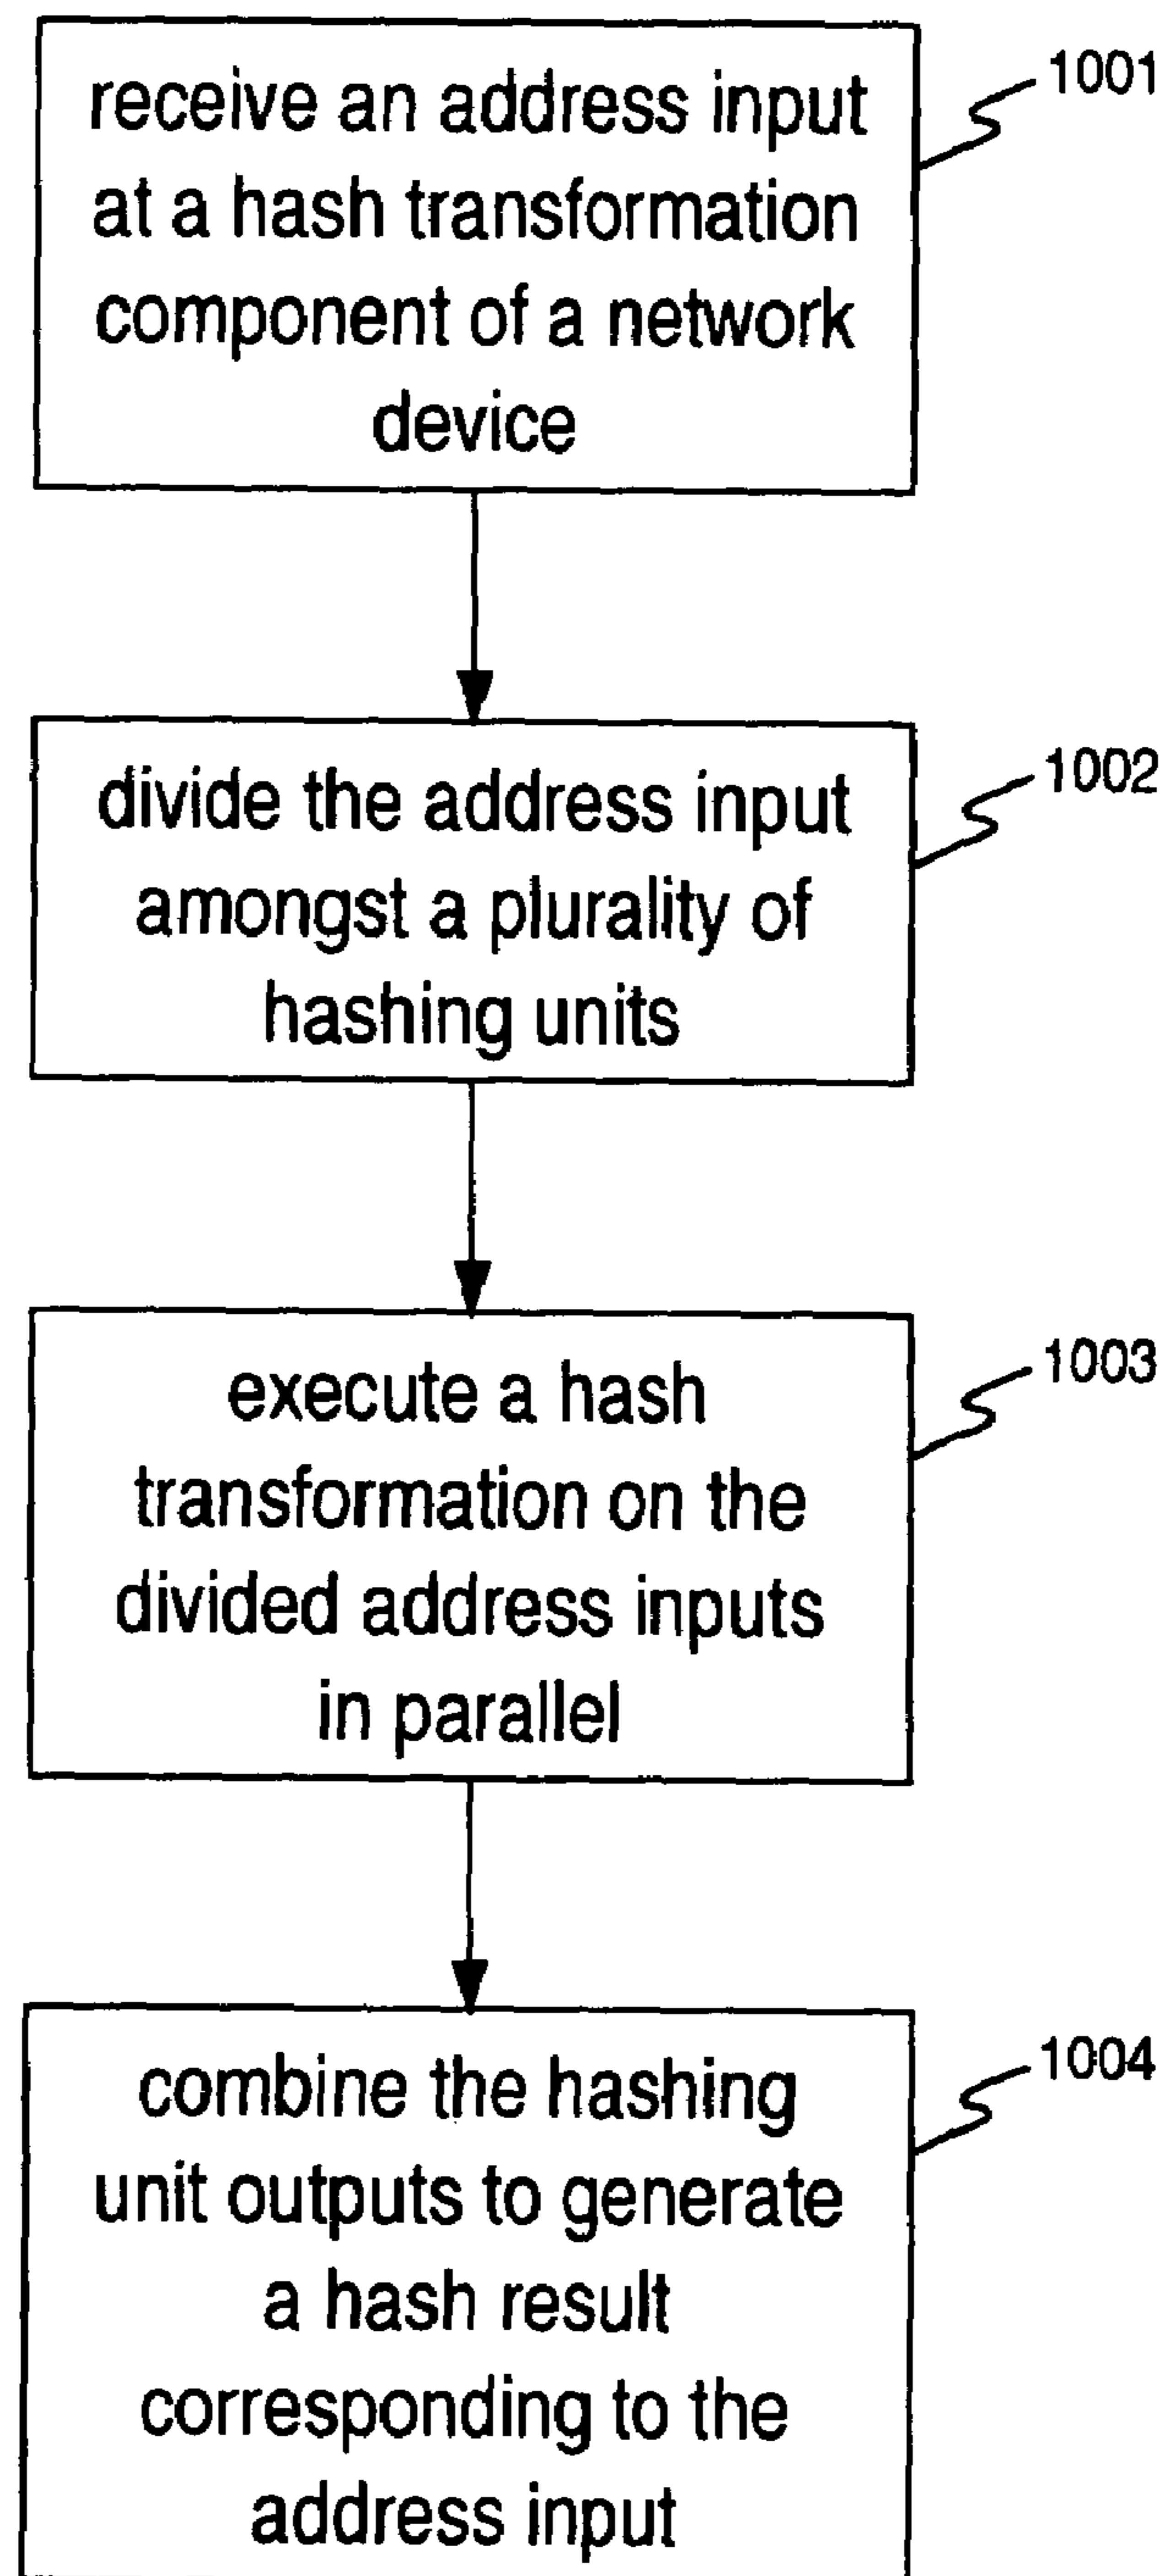 receive an address input
at a hash transformation
component of a network
device
1001
divide the address input
amongst a plurality of
hashing units
1002
execute a hash
transformation on the
divided address inputs
in parallel
1003
combine the hashing
unit outputs to generate
a hash result
corresponding to the
address input
1004